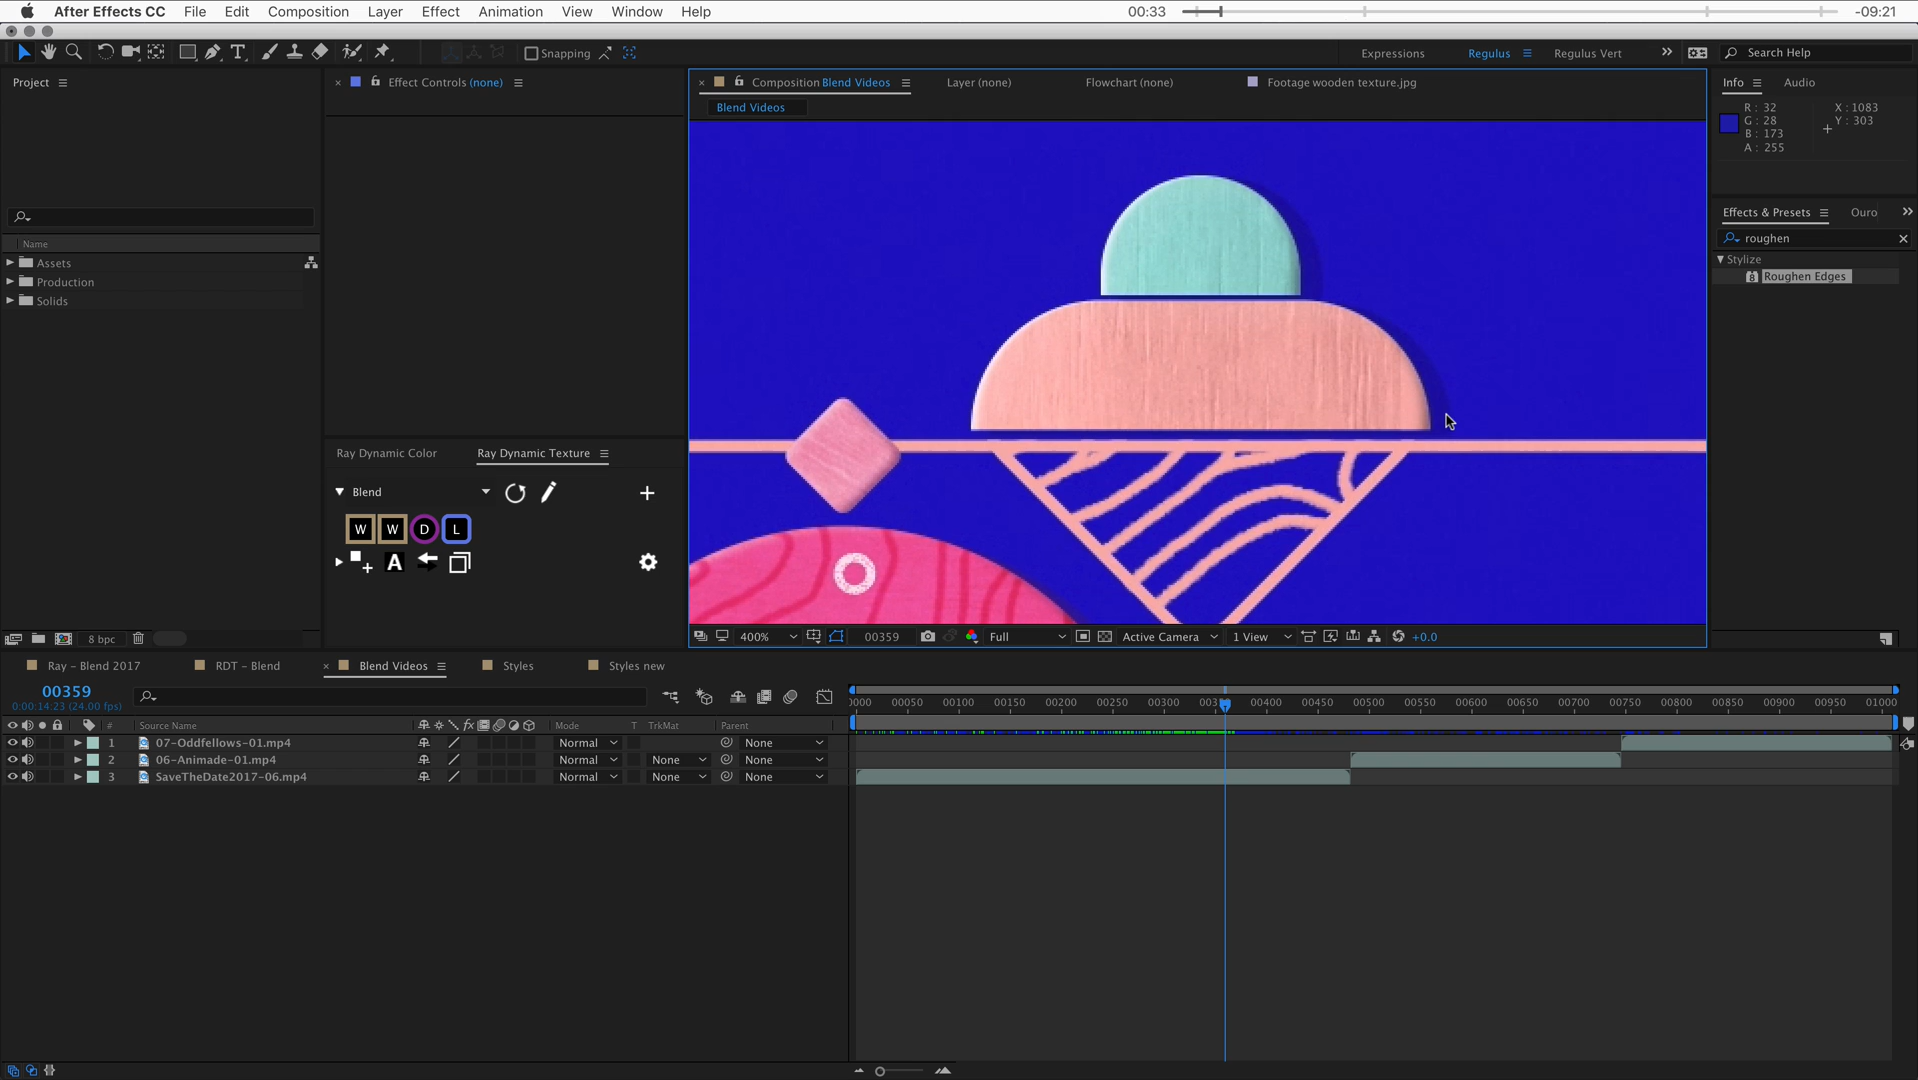 After Effects CC File Edit Composition Layer Effect Animation View Window Help 00:33 -09:21
Snapping Expressions Regulus Regulus Vert Search Help
Project
Effect Controls (none)
Composition Blend Videos Layer (none) Flowchart (none) Footage wooden texture.jpg
Info Audio
Blend Videos
R: 32 X: 1083
G: 28 Y: 303
B: 173
A: 255
Effects & Presets Ouro
roughen
Stylize
Roughen Edges
Name
Assets
Production
Solids
Ray Dynamic Color Ray Dynamic Texture
Blend
W W D L
A
8 bpc
400% 00359 Full Active Camera 1 View +0.0
Ray – Blend 2017 RDT – Blend Blend Videos Styles Styles new
00359
0:00:14:23 (24.00 fps)
0000 00050 00100 00150 00200 00250 00300 00400 00450 00500 00550 00600 00650 00700 00750 00800 00850 00900 00950 01000
# Source Name fx Mode T TrkMat Parent
1 07-Oddfellows-01.mp4 Normal None
2 06-Animade-01.mp4 Normal None None
3 SaveTheDate2017-06.mp4 Normal None None